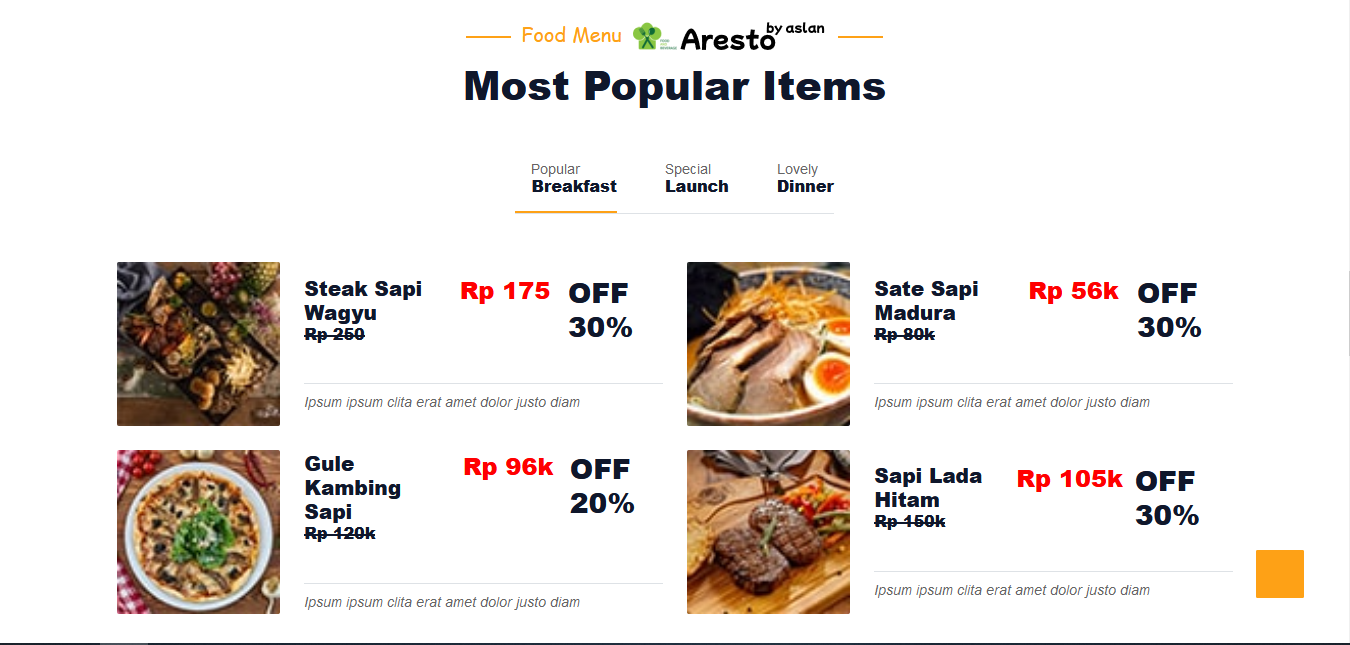 Food Menu Aresto by aslan
Most Popular Items
Popular
Breakfast
Special
Launch
Lovely
Dinner
Steak Sapi
Wagyu
Rp 250
Rp 175
OFF
30%
Ipsum ipsum clita erat amet dolor justo diam
Sate Sapi
Madura
Rp 80k
Rp 56k
OFF
30%
Ipsum ipsum clita erat amet dolor justo diam
Gule
Kambing
Sapi
Rp 120k
Rp 96k
OFF
20%
Ipsum ipsum clita erat amet dolor justo diam
Sapi Lada
Hitam
Rp 150k
Rp 105k
OFF
30%
Ipsum ipsum clita erat amet dolor justo diam